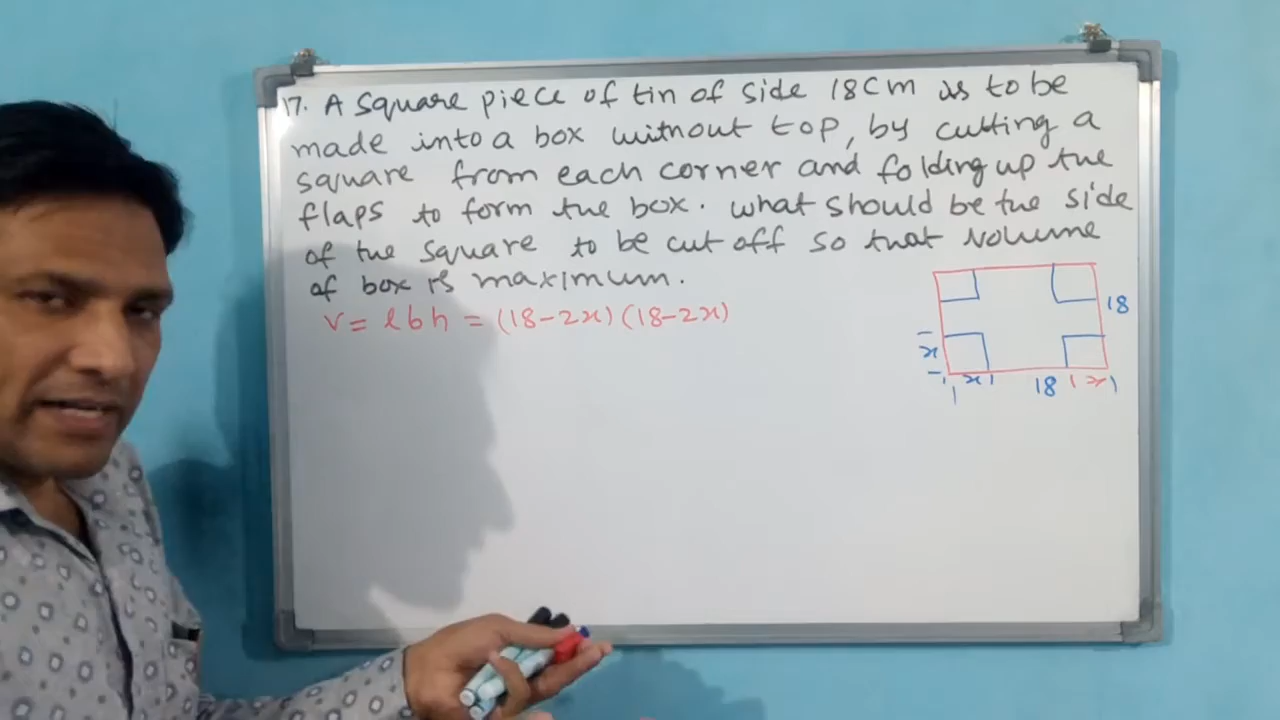 17. A square piece of tin of side 18cm is to be
made into a box without top, by cutting a
square from each corner and folding up the
flaps to form the box. what should be the side
of the square to be cut off so that volume
of box is maximum.
V = lbh = (18-2x)(18-2x)
18
x
x 18 x